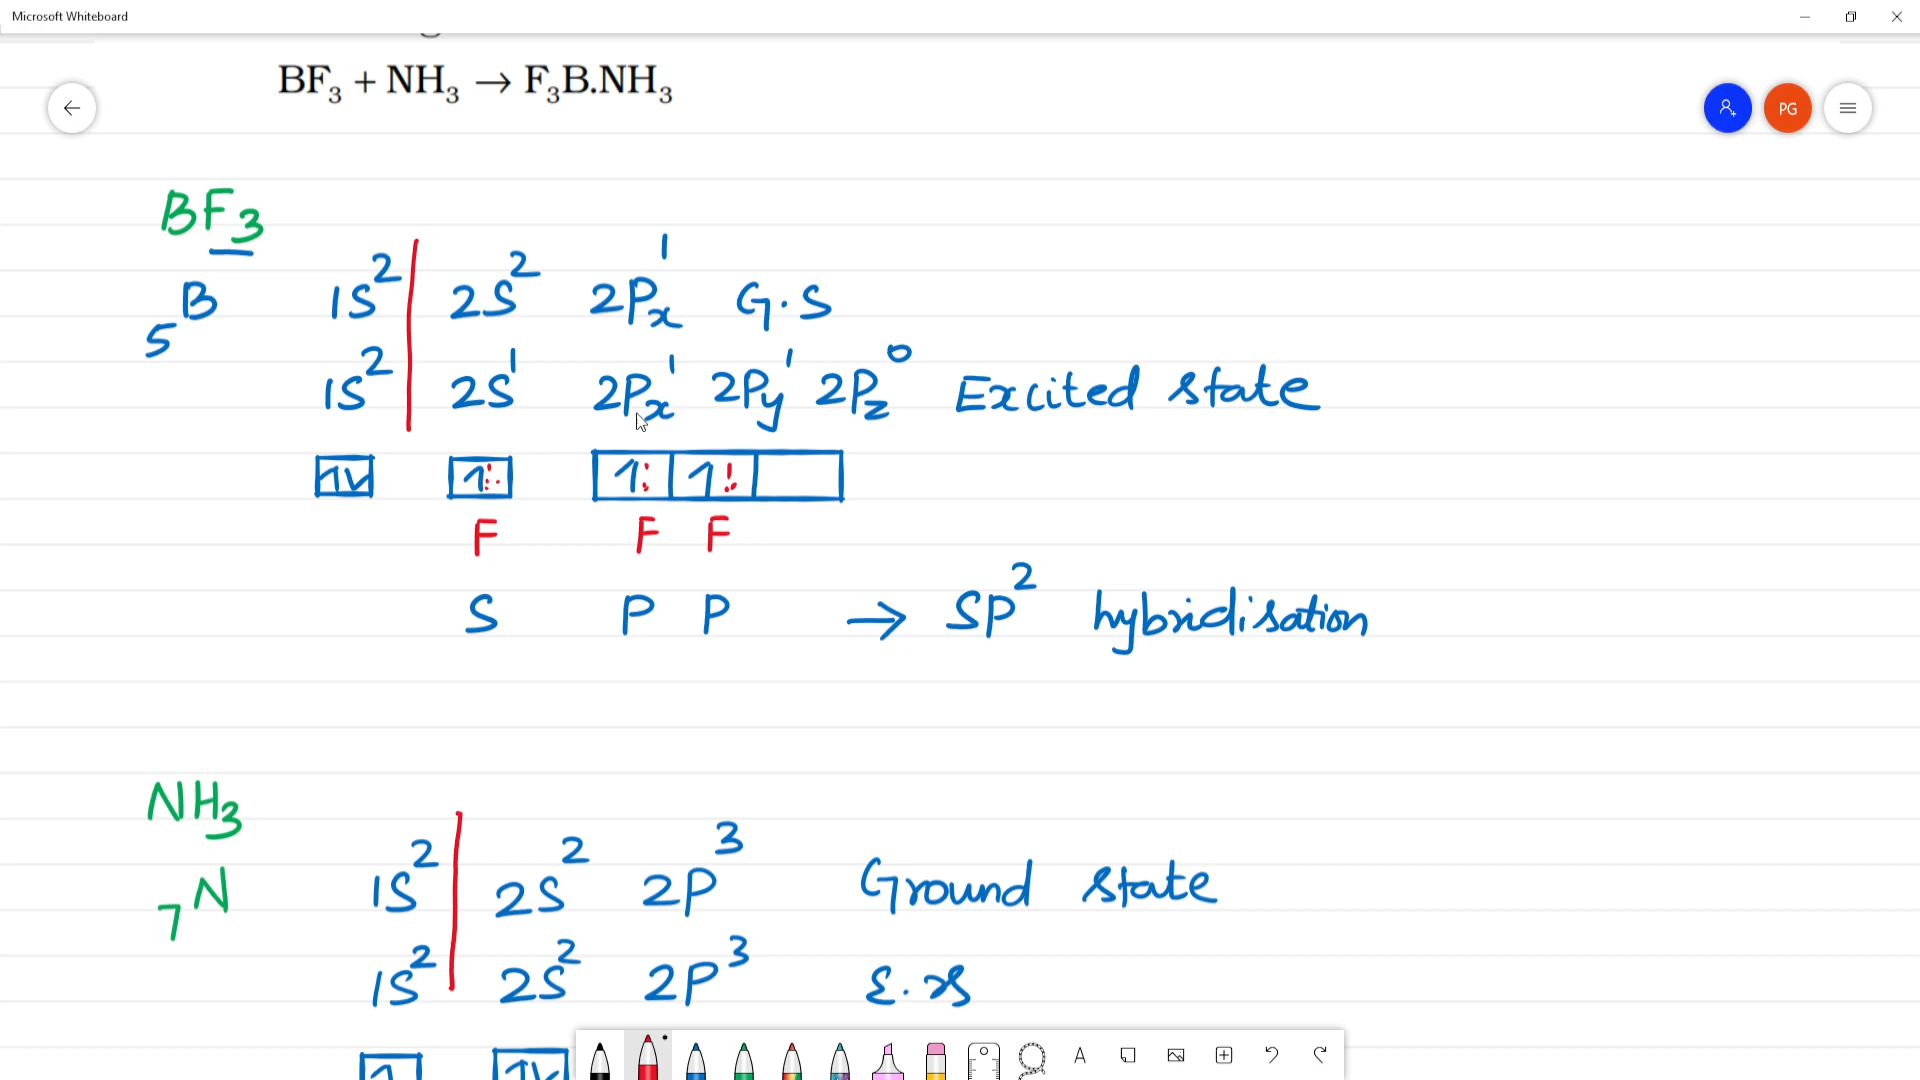 Microsoft Whiteboard
BF₃ + NH₃ → F₃B.NH₃
PG
BF₃
₅B 1S² 2S² 2Pₓ¹ G.S
1S² 2S¹ 2Pₓ¹ 2Py¹ 2Pz⁰ Excited state
F F F
S P P → SP² hybridisation
NH₃
₇N 1S² 2S² 2P³ Ground state
1S² 2S² 2P³ E.S
A